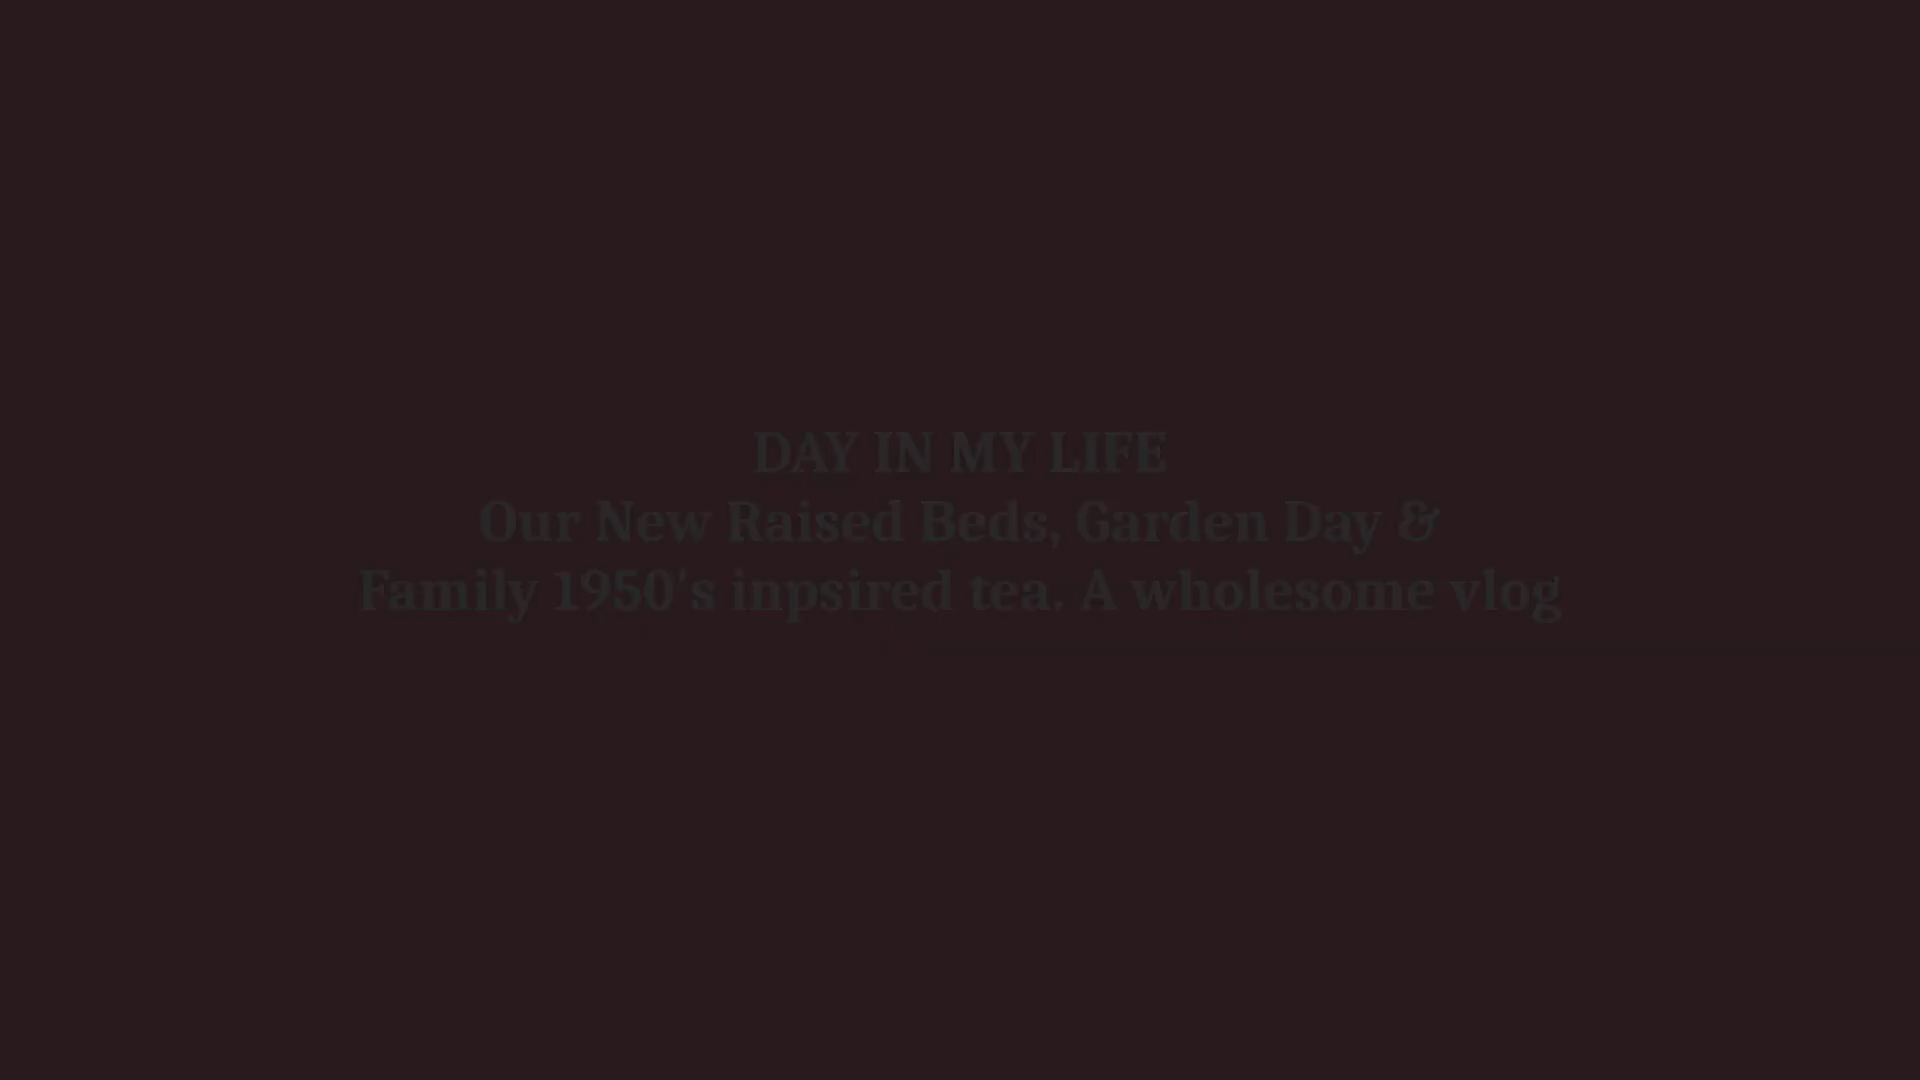 DAY IN MY LIFE
Our New Raised Beds, Garden Day &
Family 1950's inpsired tea. A wholesome vlog